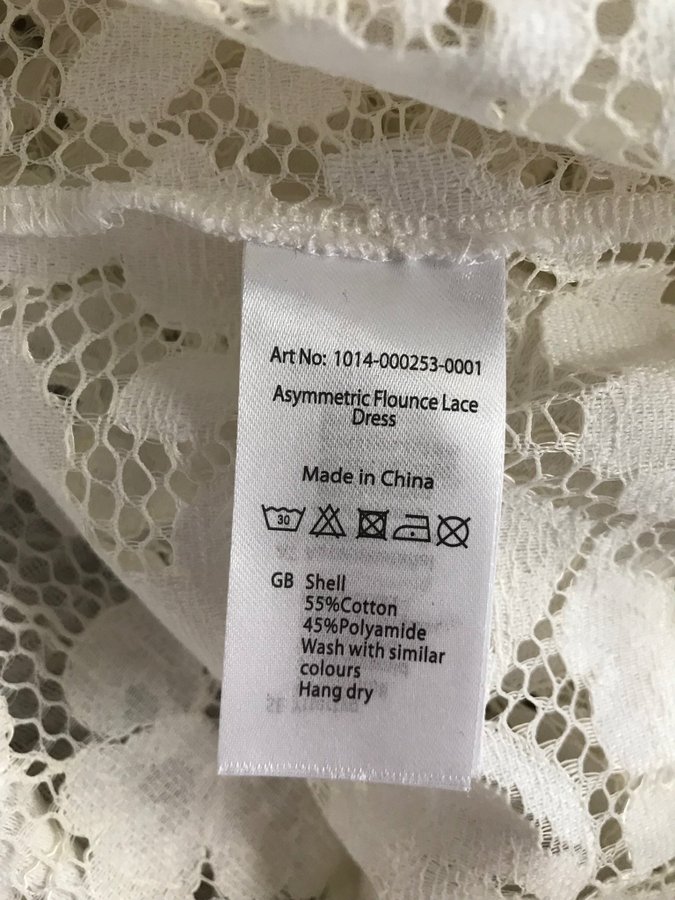 Art No: 1014-000253-0001
Asymmetric Flounce Lace
Dress
Made in China
30
GB Shell
55%Cotton
45%Polyamide
Wash with similar
colours
Hang dry